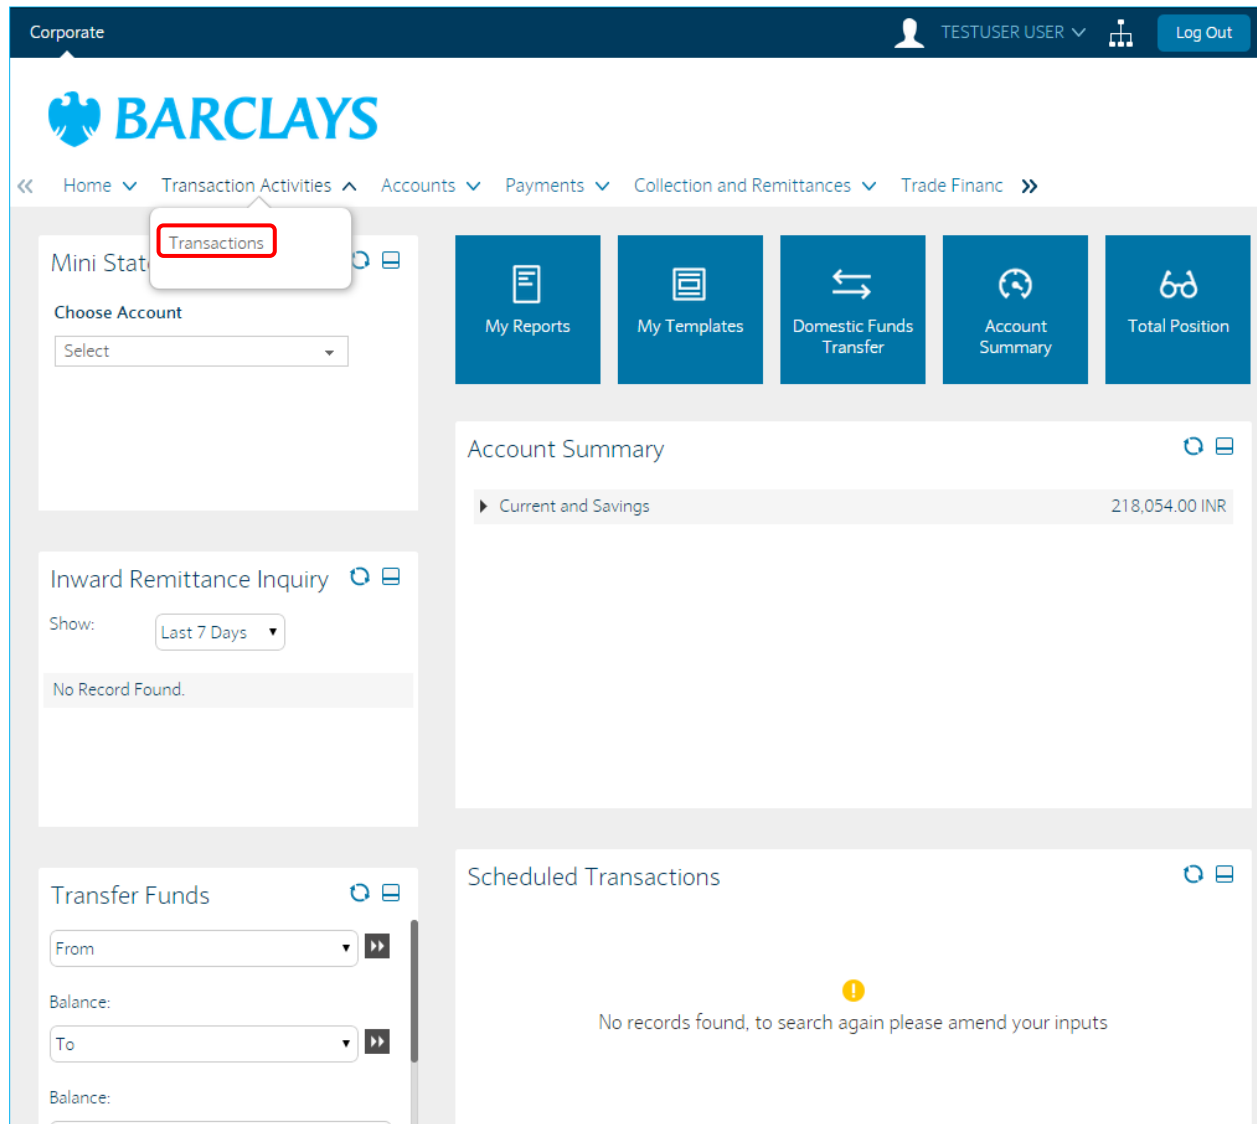 Corporate
TESTUSER USER
Log Out
BARCLAYS
Home
Transaction Activities
Accounts
Payments
Collection and Remittances
Trade Financ
Transactions
Mini Stat
Choose Account
Select
My Reports
My Templates
Domestic Funds
Transfer
Account
Summary
Total Position
Account Summary
Current and Savings 218,054.00 INR
Inward Remittance Inquiry
Show: Last 7 Days
No Record Found.
Transfer Funds
From
Balance:
To
Balance:
Scheduled Transactions
No records found, to search again please amend your inputs